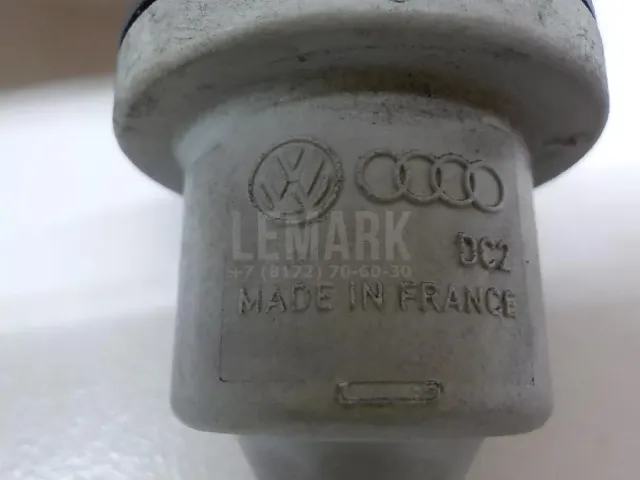 LEMARK
DC2
+7 (8172) 70-60-30
MADE IN FRANCE